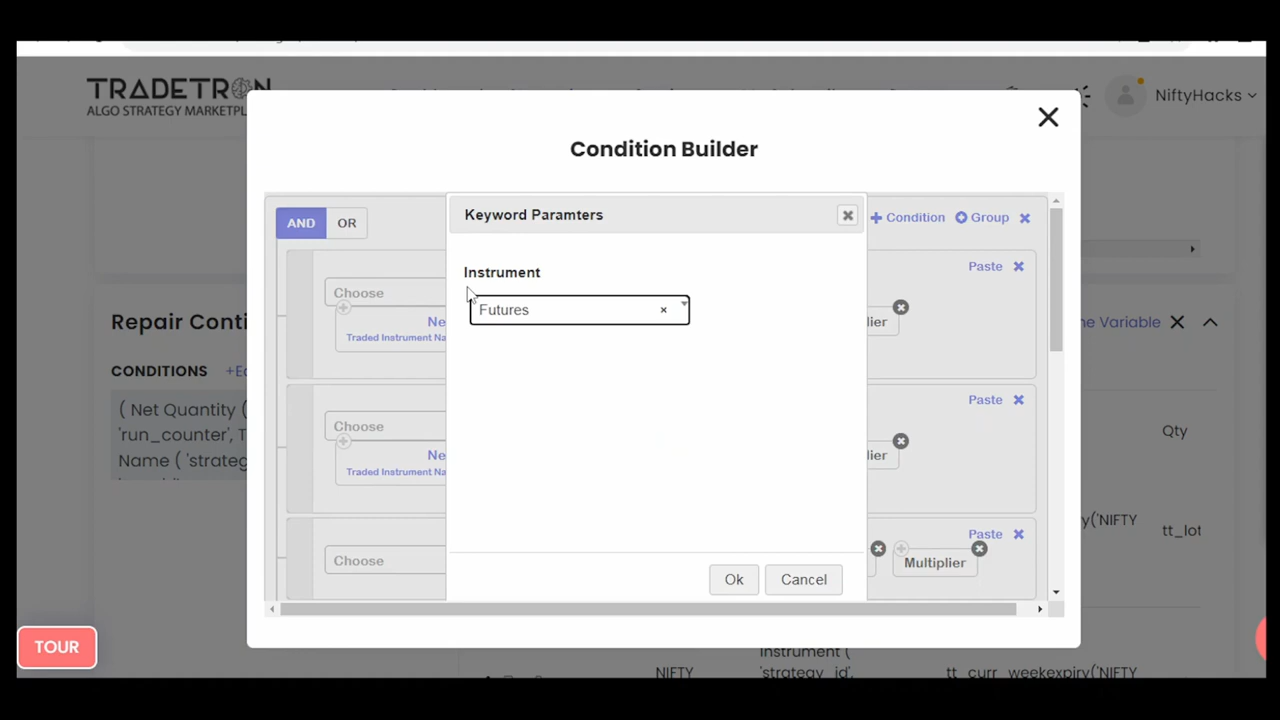 TRADETRON
ALGO STRATEGY MARKETPL
NiftyHacks
Condition Builder
AND OR
Keyword Paramters
+ Condition Group
Instrument
Futures ×
Choose
Ne
Traded Instrument Na
Paste
lier
Choose
Ne
Traded Instrument Na
Paste
lier
Choose
Paste
Multiplier
Ok Cancel
Repair Conti
ne Variable
CONDITIONS
( Net Quantity (
'run_counter', T
Name ( 'strateg
Qty
y('NIFTY
tt_lot
TOUR
Instrument (
NIFTY 'strategy_id', tt_curr_weekexpiry('NIFTY